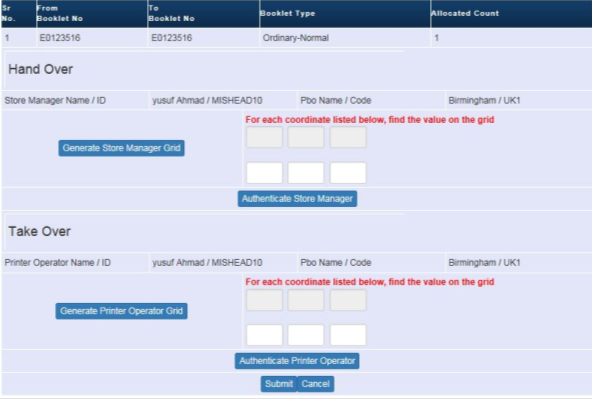 Sr No. From Booklet No To Booklet No Booklet Type Allocated Count
1 E0123516 E0123516 Ordinary-Normal 1
Hand Over
Store Manager Name / ID yusuf Ahmad / MISHEAD10 Pbo Name / Code Birmingham / UK1
For each coordinate listed below, find the value on the grid
Generate Store Manager Grid
Authenticate Store Manager
Take Over
Printer Operator Name / ID yusuf Ahmad / MISHEAD10 Pbo Name / Code Birmingham / UK1
For each coordinate listed below, find the value on the grid
Generate Printer Operator Grid
Authenticate Printer Operator
Submit Cancel